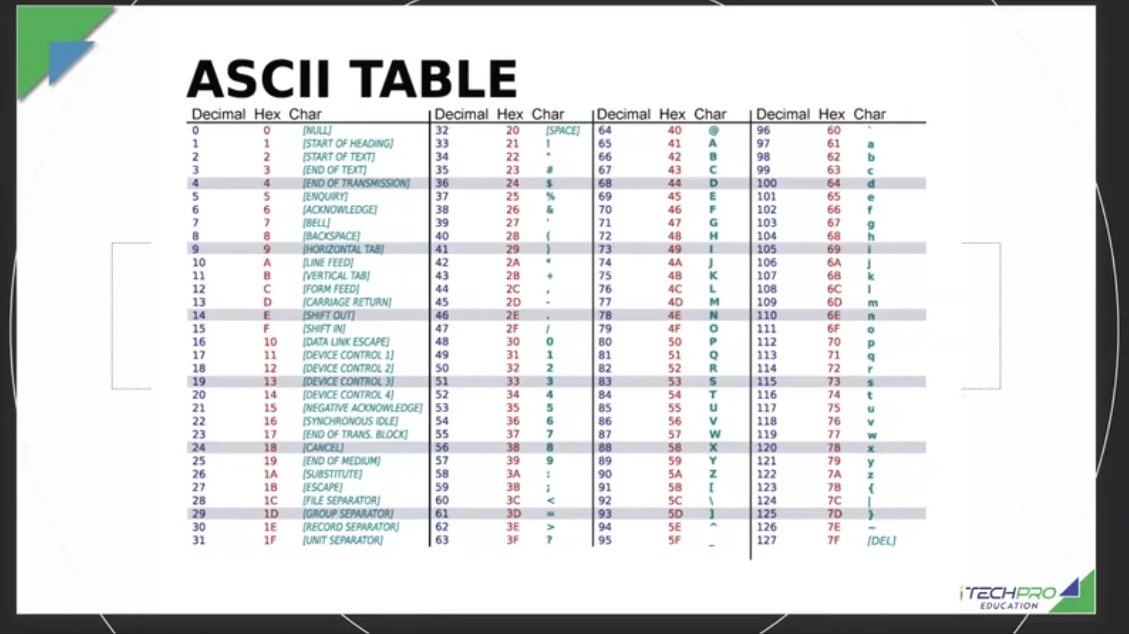 ASCII TABLE
Decimal Hex Char Decimal Hex Char Decimal Hex Char Decimal Hex Char
0 0 [NULL] 32 20 [SPACE] 64 40 @ 96 60 `
1 1 [START OF HEADING] 33 21 ! 65 41 A 97 61 a
2 2 [START OF TEXT] 34 22 " 66 42 B 98 62 b
3 3 [END OF TEXT] 35 23 # 67 43 C 99 63 c
4 4 [END OF TRANSMISSION] 36 24 $ 68 44 D 100 64 d
5 5 [ENQUIRY] 37 25 % 69 45 E 101 65 e
6 6 [ACKNOWLEDGE] 38 26 & 70 46 F 102 66 f
7 7 [BELL] 39 27 ' 71 47 G 103 67 g
8 8 [BACKSPACE] 40 28 ( 72 48 H 104 68 h
9 9 [HORIZONTAL TAB] 41 29 ) 73 49 I 105 69 i
10 A [LINE FEED] 42 2A * 74 4A J 106 6A j
11 B [VERTICAL TAB] 43 2B + 75 4B K 107 6B k
12 C [FORM FEED] 44 2C , 76 4C L 108 6C l
13 D [CARRIAGE RETURN] 45 2D - 77 4D M 109 6D m
14 E [SHIFT OUT] 46 2E . 78 4E N 110 6E n
15 F [SHIFT IN] 47 2F / 79 4F O 111 6F o
16 10 [DATA LINK ESCAPE] 48 30 0 80 50 P 112 70 p
17 11 [DEVICE CONTROL 1] 49 31 1 81 51 Q 113 71 q
18 12 [DEVICE CONTROL 2] 50 32 2 82 52 R 114 72 r
19 13 [DEVICE CONTROL 3] 51 33 3 83 53 S 115 73 s
20 14 [DEVICE CONTROL 4] 52 34 4 84 54 T 116 74 t
21 15 [NEGATIVE ACKNOWLEDGE] 53 35 5 85 55 U 117 75 u
22 16 [SYNCHRONOUS IDLE] 54 36 6 86 56 V 118 76 v
23 17 [END OF TRANS. BLOCK] 55 37 7 87 57 W 119 77 w
24 18 [CANCEL] 56 38 8 88 58 X 120 78 x
25 19 [END OF MEDIUM] 57 39 9 89 59 Y 121 79 y
26 1A [SUBSTITUTE] 58 3A : 90 5A Z 122 7A z
27 1B [ESCAPE] 59 3B ; 91 5B [ 123 7B {
28 1C [FILE SEPARATOR] 60 3C < 92 5C \ 124 7C |
29 1D [GROUP SEPARATOR] 61 3D = 93 5D ] 125 7D }
30 1E [RECORD SEPARATOR] 62 3E > 94 5E ^ 126 7E ~
31 1F [UNIT SEPARATOR] 63 3F ? 95 5F _ 127 7F [DEL]
iTECHPRO
EDUCATION